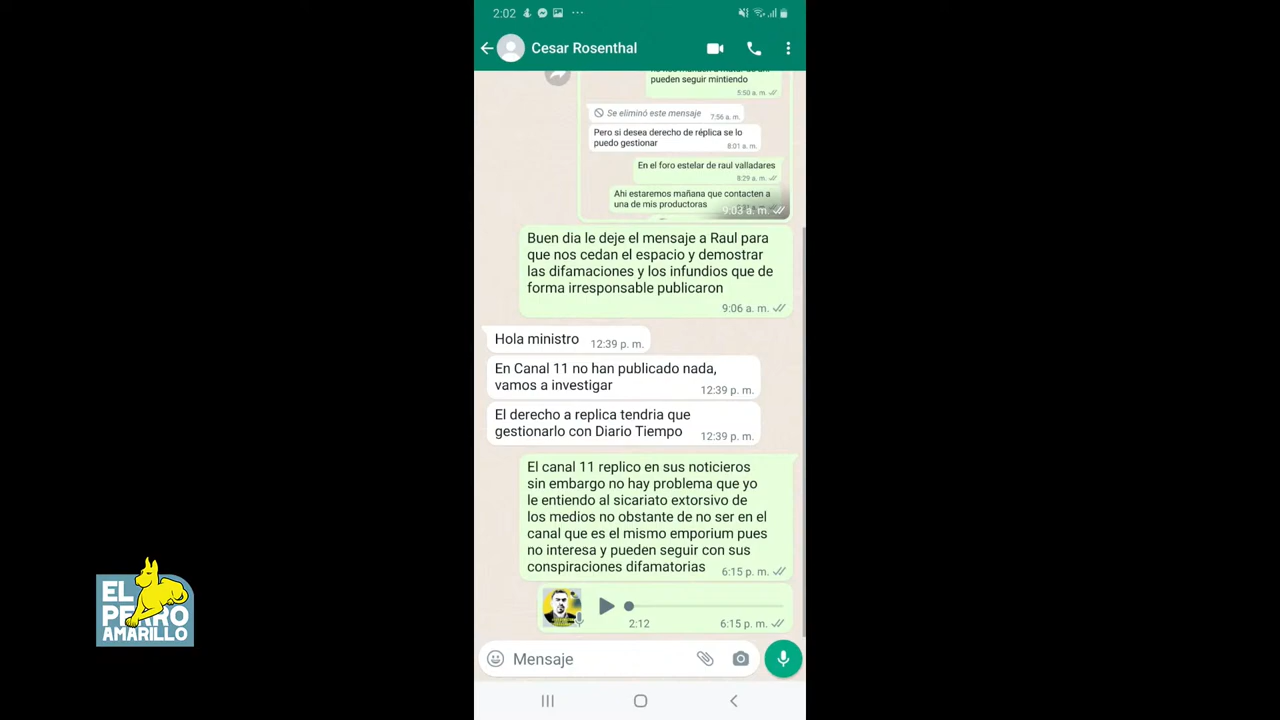 2:02
Cesar Rosenthal
pueden seguir mintiendo
5:50 a. m.
Se eliminó este mensaje
7:56 a. m.
Pero si desea derecho de réplica se lo
puedo gestionar
8:01 a. m.
En el foro estelar de raul valladares
8:29 a. m.
Ahi estaremos mañana que contacten a
una de mis productoras
9:03 a. m.
Buen dia le deje el mensaje a Raul para
que nos cedan el espacio y demostrar
las difamaciones y los infundios que de
forma irresponsable publicaron
9:06 a. m.
Hola ministro
12:39 p. m.
En Canal 11 no han publicado nada,
vamos a investigar
12:39 p. m.
El derecho a replica tendria que
gestionarlo con Diario Tiempo
12:39 p. m.
El canal 11 replico en sus noticieros
sin embargo no hay problema que yo
le entiendo al sicariato extorsivo de
los medios no obstante de no ser en el
canal que es el mismo emporium pues
no interesa y pueden seguir con sus
conspiraciones difamatorias
6:15 p. m.
2:12
6:15 p. m.
Mensaje
EL
PERRO
AMARILLO